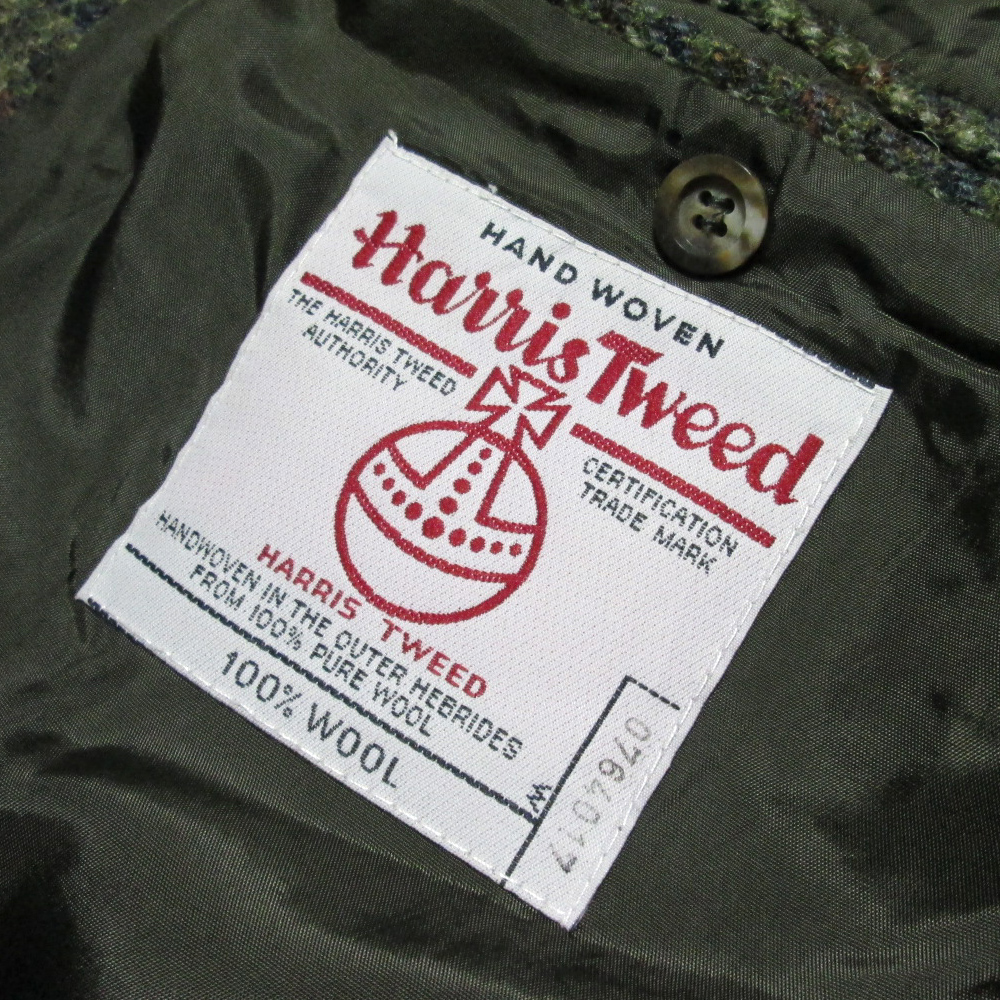 HAND WOVEN
Harris Tweed
THE HARRIS TWEED
AUTHORITY
CERTIFICATION
TRADE MARK
HARRIS TWEED
HANDWOVEN IN THE OUTER HEBRIDES
FROM 100% PURE WOOL
100% WOOL